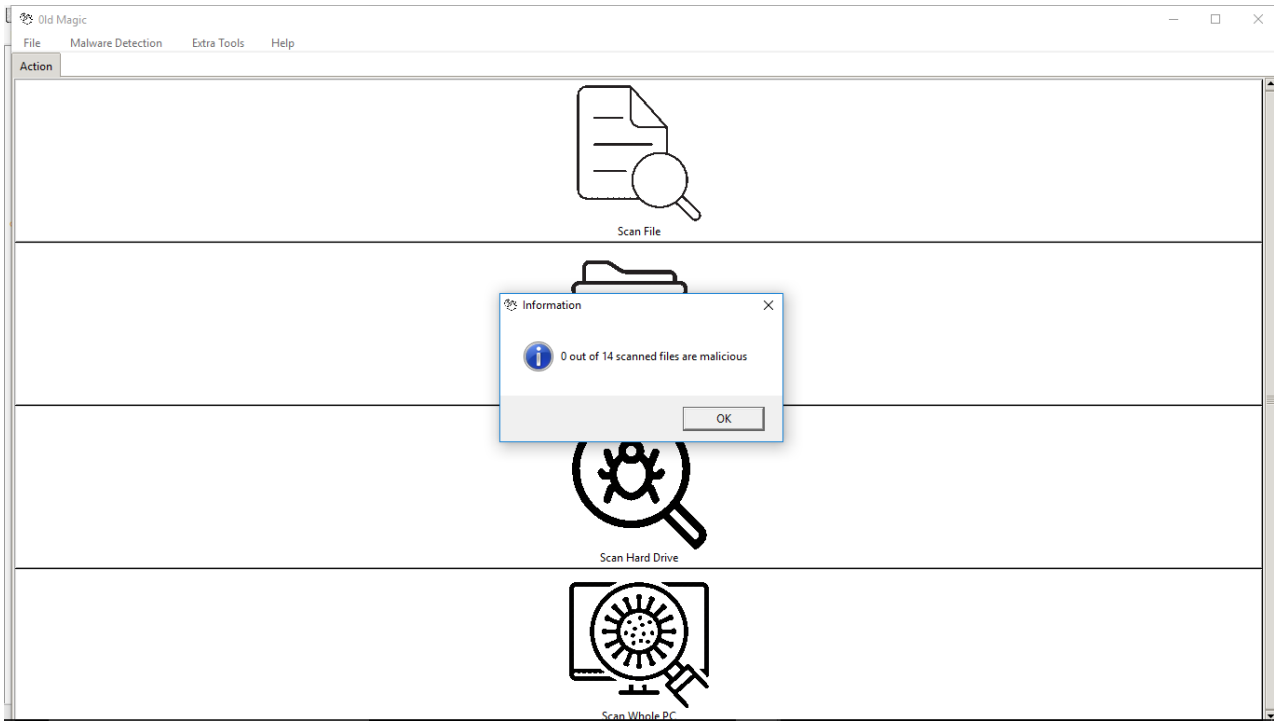 0ld Magic
File Malware Detection Extra Tools Help
Action
Scan File
Information
0 out of 14 scanned files are malicious
OK
Scan Hard Drive
Scan Whole PC